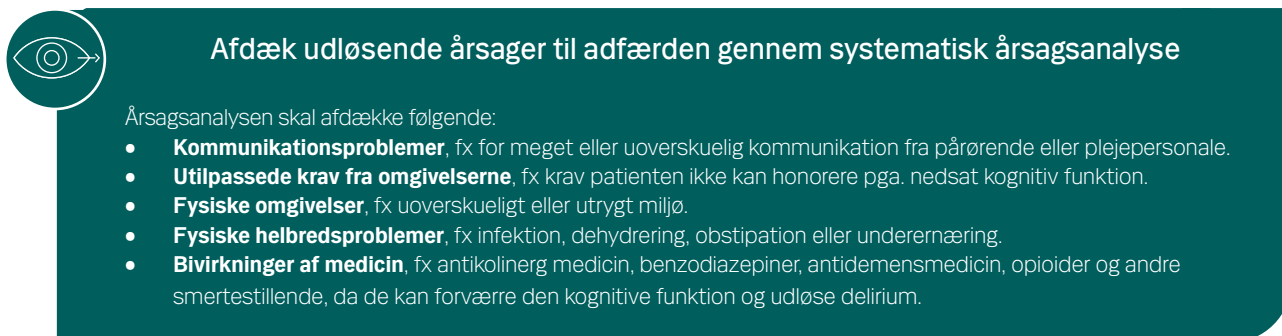 Afdæk udløsende årsager til adfærden gennem systematisk årsagsanalyse
Årsagsanalysen skal afdække følgende:
• Kommunikationsproblemer, fx for meget eller uoverskuelig kommunikation fra pårørende eller plejepersonale.
• Utilpassede krav fra omgivelserne, fx krav patienten ikke kan honorere pga. nedsat kognitiv funktion.
• Fysiske omgivelser, fx uoverskueligt eller utrygt miljø.
• Fysiske helbredsproblemer, fx infektion, dehydrering, obstipation eller underernæring.
• Bivirkninger af medicin, fx antikolinerg medicin, benzodiazepiner, antidemensmedicin, opioider og andre
smertestillende, da de kan forværre den kognitive funktion og udløse delirium.